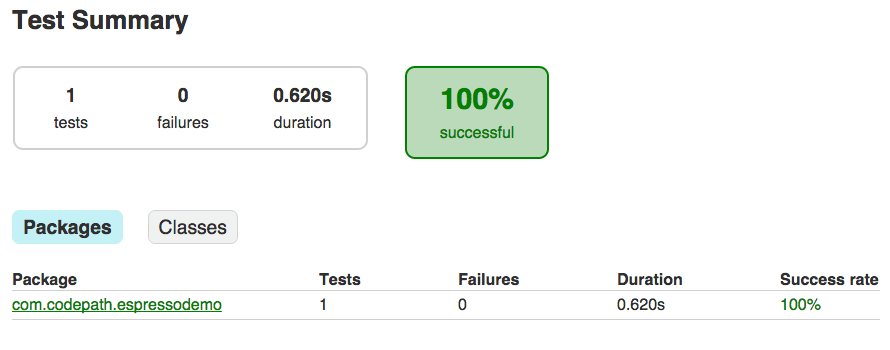 Test Summary
1 0 0.620s
tests failures duration
100%
successful
Packages Classes
Package Tests Failures Duration Success rate
com.codepath.espressodemo 1 0 0.620s 100%